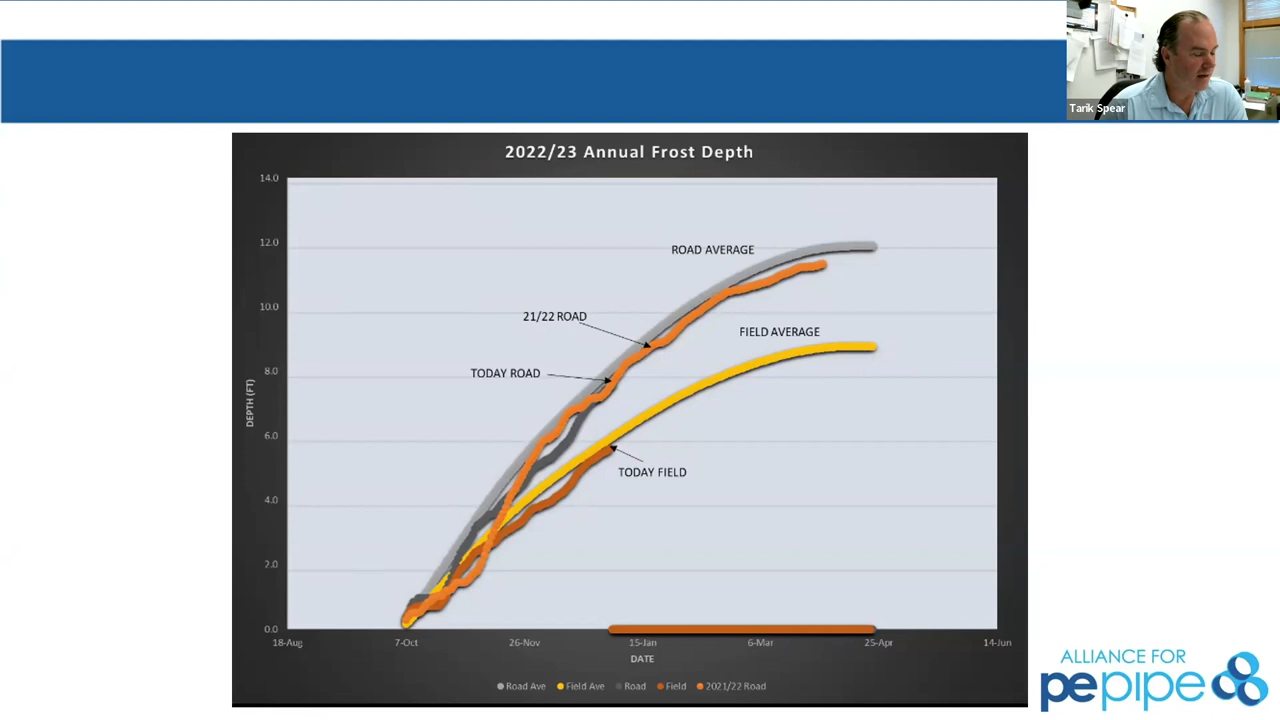 Tarik Spear
2022/23 Annual Frost Depth
14.0
12.0
10.0
8.0
6.0
4.0
2.0
0.0
DEPTH (FT)
ROAD AVERAGE
21/22 ROAD
FIELD AVERAGE
TODAY ROAD
TODAY FIELD
18-Aug 7-Oct 26-Nov 15-Jan 6-Mar 25-Apr 14-Jun
DATE
Road Ave Field Ave Road Field 2021/22 Road
ALLIANCE FOR
pepipe